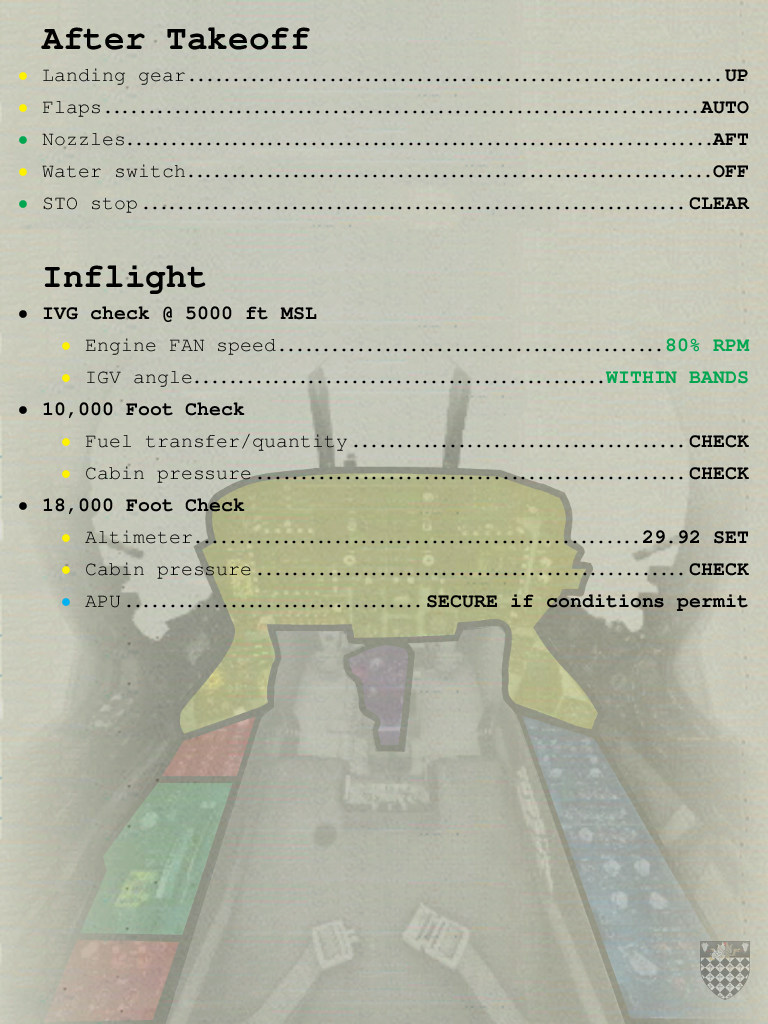 After Takeoff
● Landing gear..........................................................UP
● Flaps.................................................................AUTO
● Nozzles...............................................................AFT
● Water switch..........................................................OFF
● STO stop..............................................................CLEAR
Inflight
● IVG check @ 5000 ft MSL
● Engine FAN speed...........................................80% RPM
● IGV angle..............................................WITHIN BANDS
● 10,000 Foot Check
● Fuel transfer/quantity.....................................CHECK
● Cabin pressure.............................................CHECK
● 18,000 Foot Check
● Altimeter..................................................29.92 SET
● Cabin pressure.............................................CHECK
● APU.................................SECURE if conditions permit